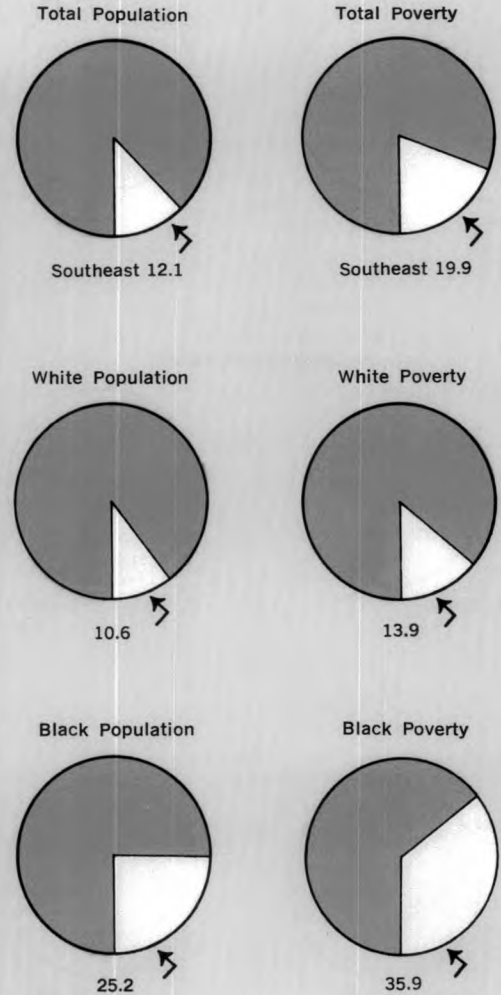 Total Population
Total Poverty
Southeast 12.1
Southeast 19.9
White Population
White Poverty
10.6
13.9
Black Population
Black Poverty
25.2
35.9